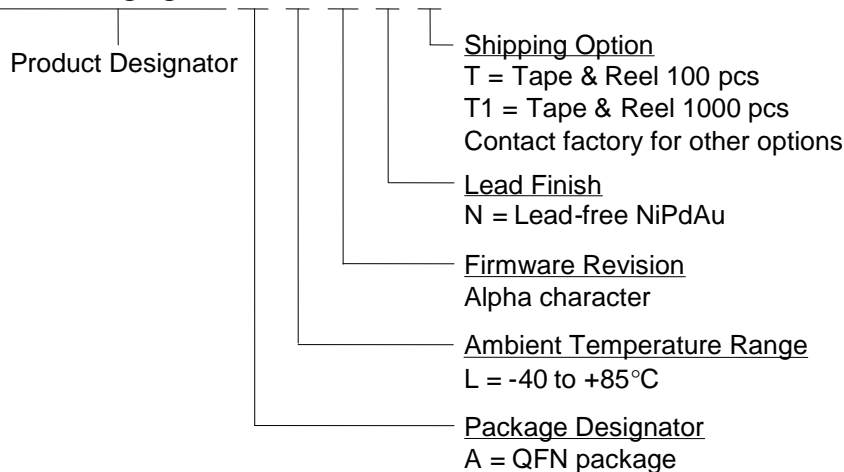 Product Designator
Shipping Option
T = Tape & Reel 100 pcs
T1 = Tape & Reel 1000 pcs
Contact factory for other options
Lead Finish
N = Lead-free NiPdAu
Firmware Revision
Alpha character
Ambient Temperature Range
L = -40 to +85°C
Package Designator
A = QFN package